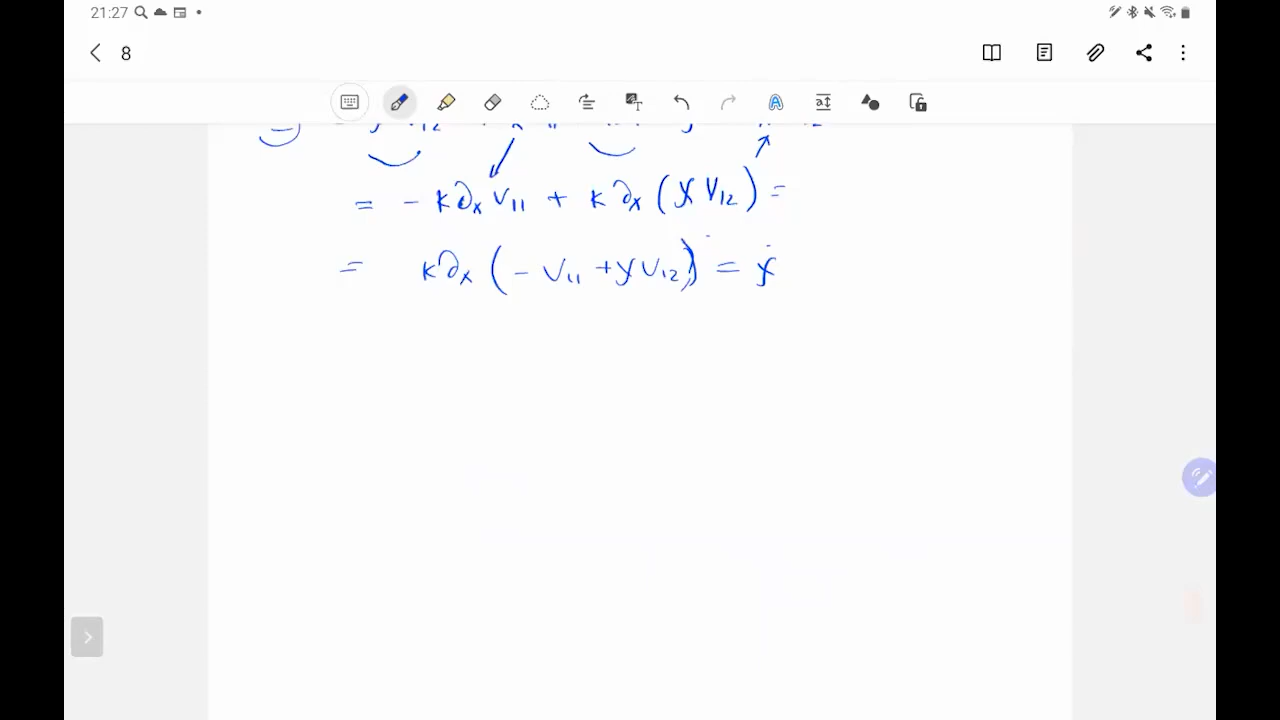 21:27
8
= - k∂ₓ V₁₁ + k∂ₓ (y V₁₂) =
= k∂ₓ (- V₁₁ + y V₁₂) = ẏ